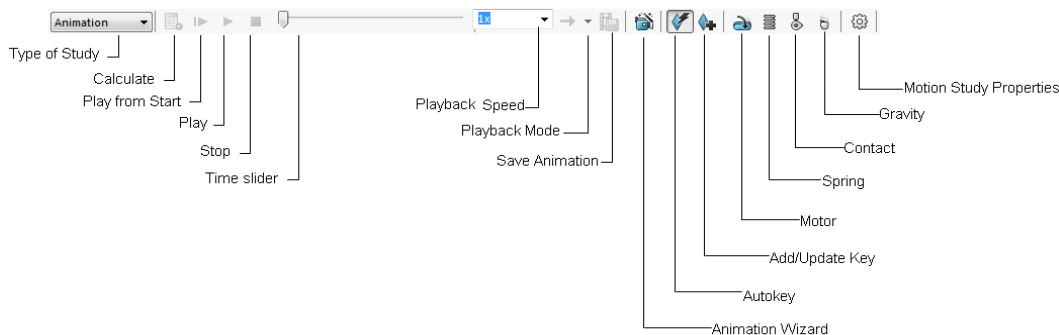 Animation
1x
Type of Study
Calculate
Play from Start
Play
Stop
Time slider
Playback Speed
Playback Mode
Save Animation
Motion Study Properties
Gravity
Contact
Spring
Motor
Add/Update Key
Autokey
Animation Wizard